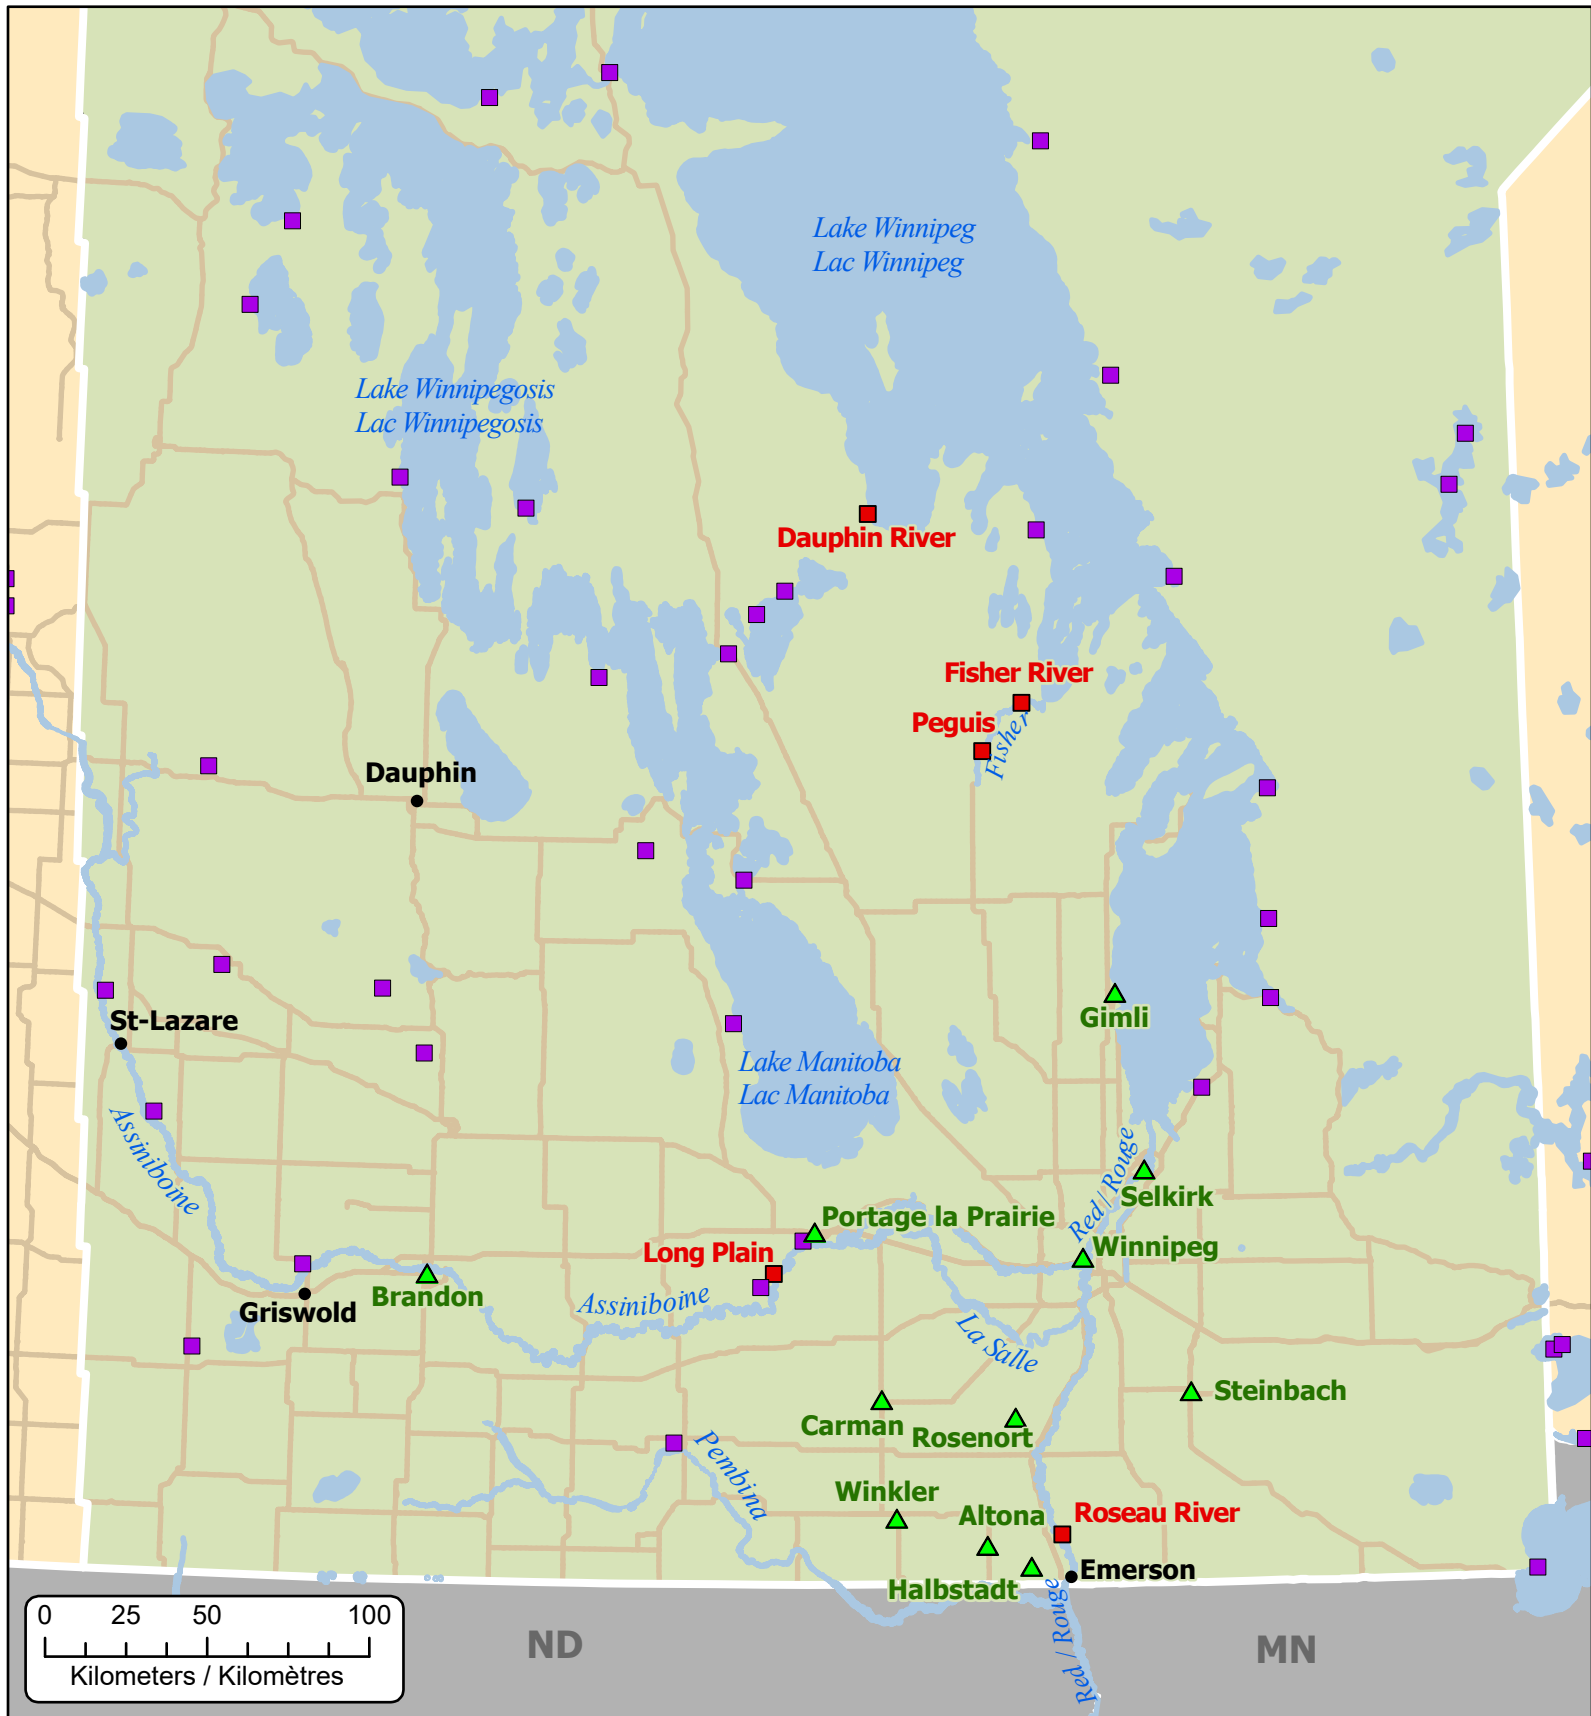 Lake Winnipeg
Lac Winnipeg
Lake Winnipegosis
Lac Winnipegosis
Dauphin River
Fisher River
Peguis
Fisher
Dauphin
Gimli
St-Lazare
Lake Manitoba
Lac Manitoba
Assiniboine
Red / Rouge
Selkirk
Portage la Prairie
Winnipeg
Long Plain
Brandon
Griswold
Assiniboine
La Salle
Steinbach
Carman
Rosenort
Pembina
Winkler
Altona
Roseau River
Emerson
Halbstadt
Red / Rouge
0 25 50 100
Kilometers / Kilomètres
ND
MN